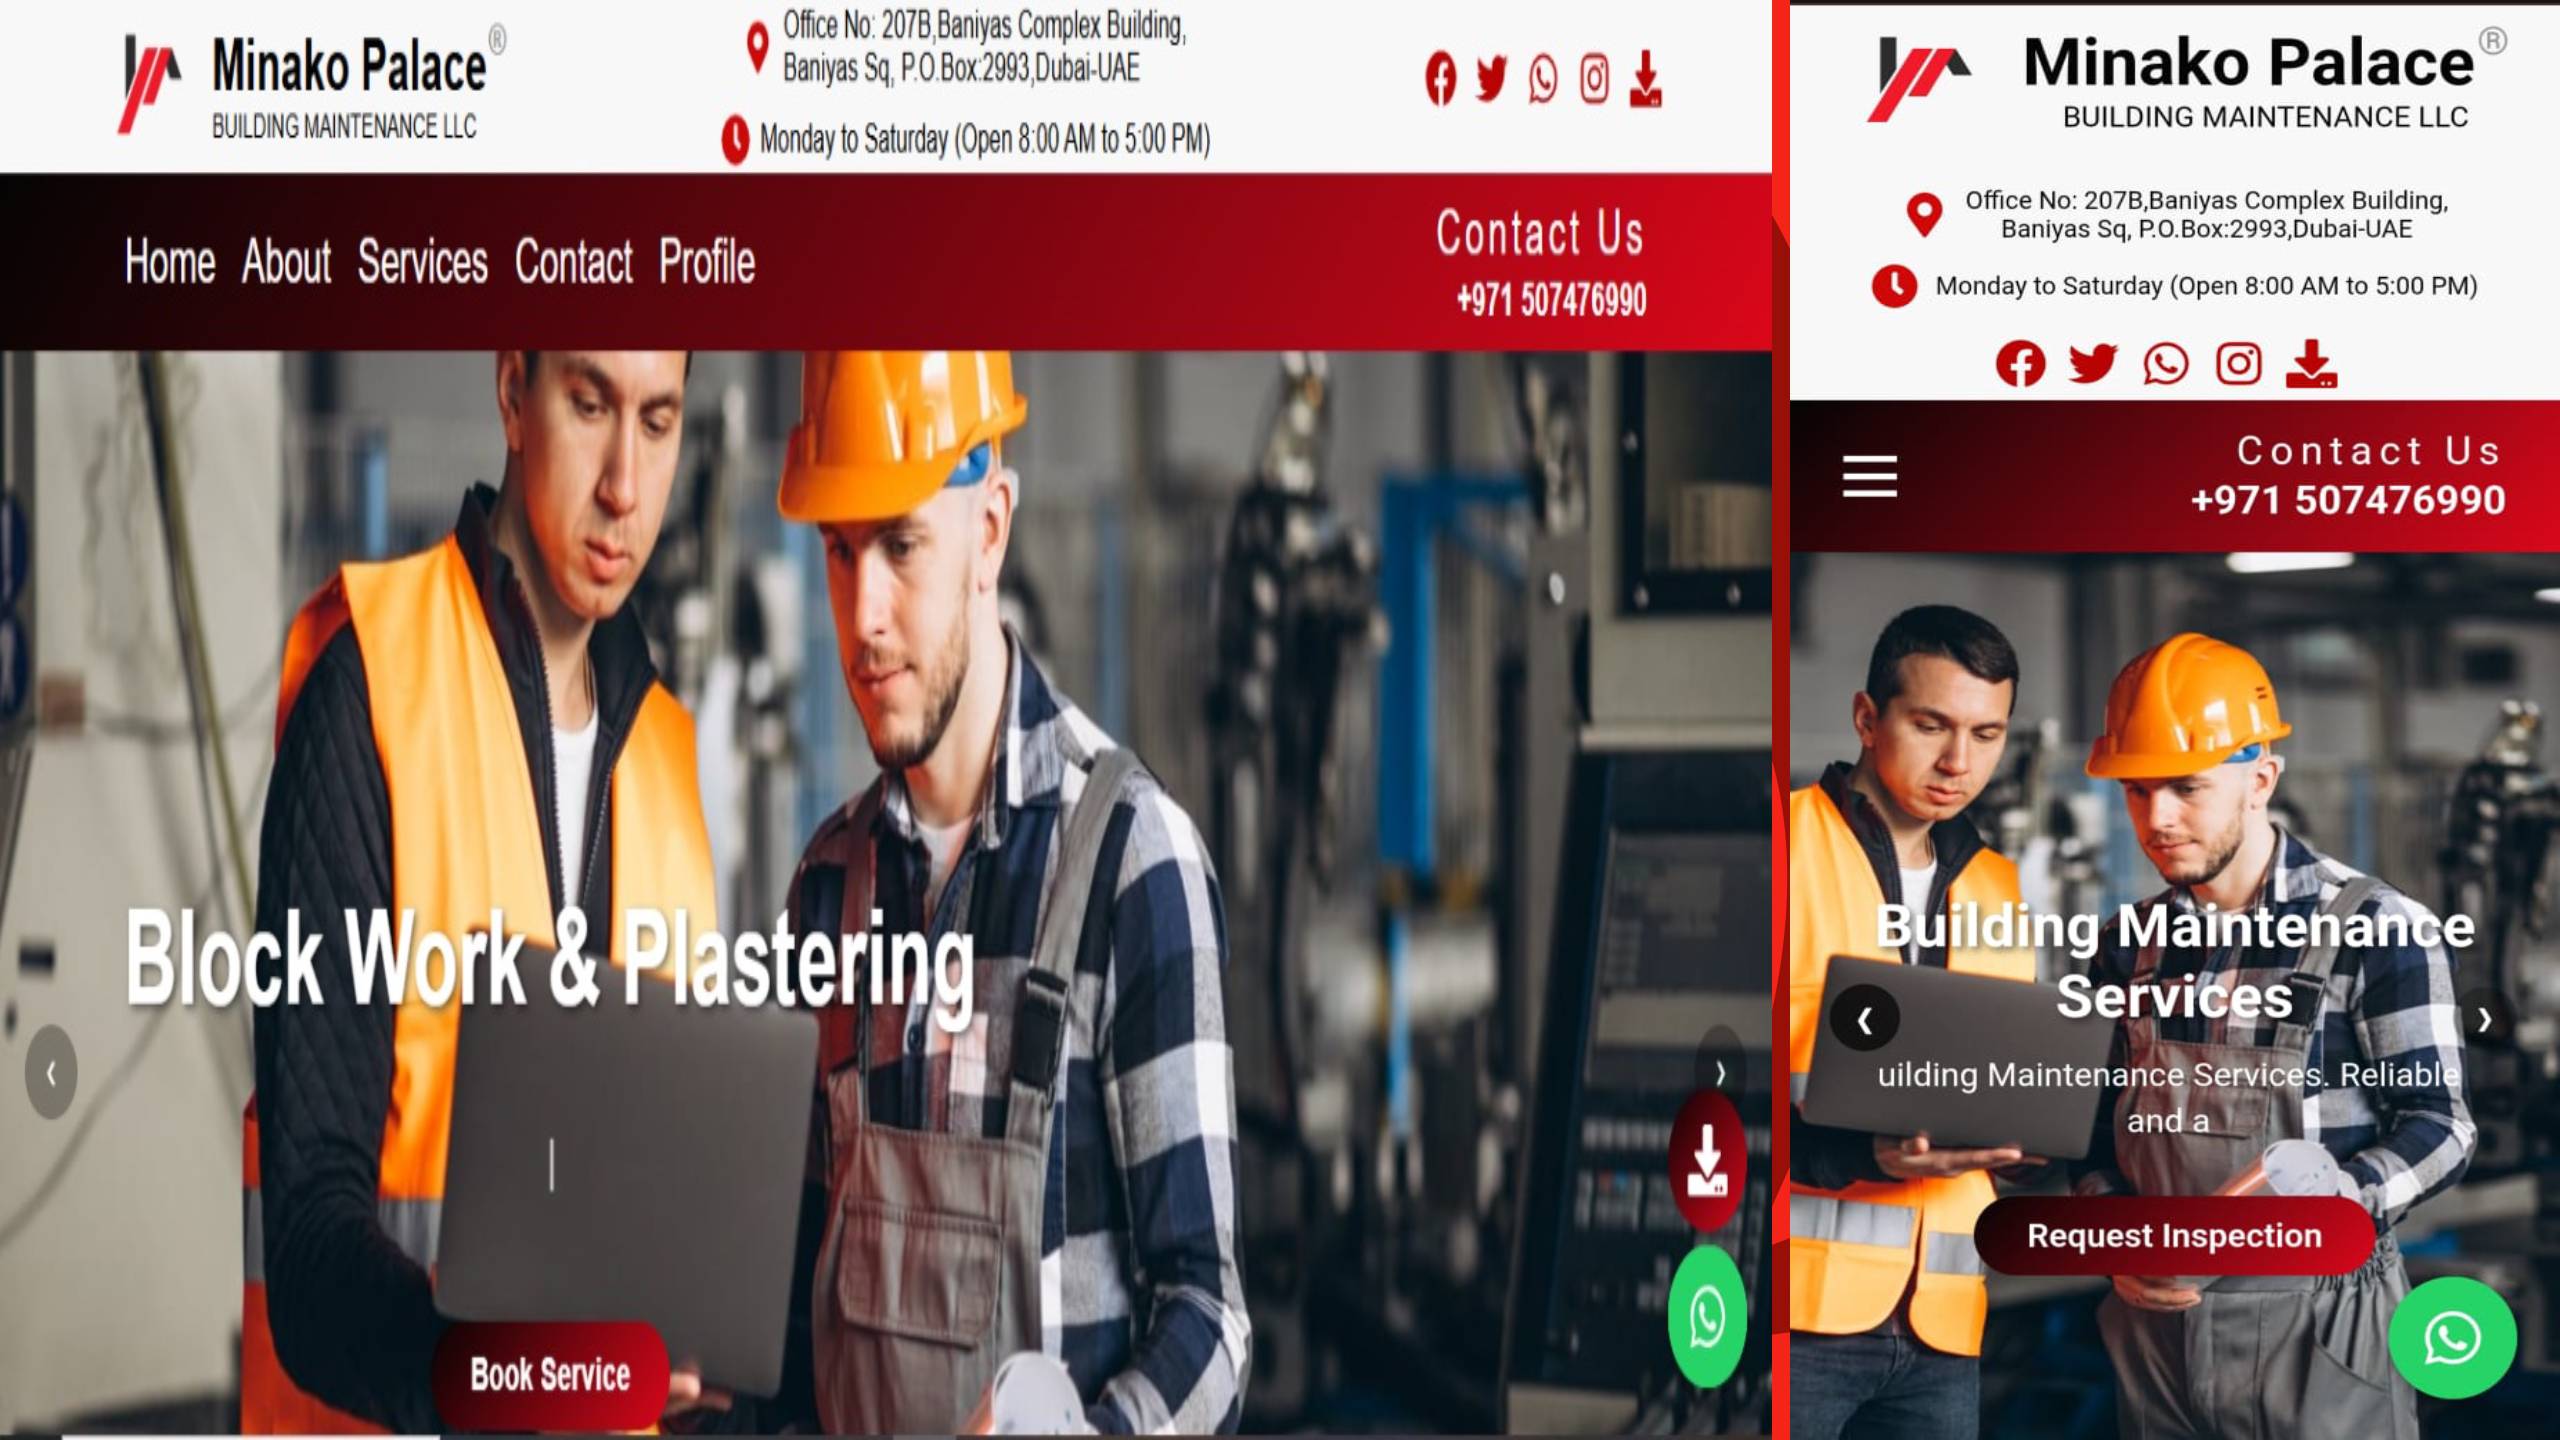 Minako Palace®
BUILDING MAINTENANCE LLC
Office No: 207B,Baniyas Complex Building,
Baniyas Sq, P.O.Box:2993,Dubai-UAE
Monday to Saturday (Open 8:00 AM to 5:00 PM)
Home About Services Contact Profile
Contact Us
+971 507476990
Block Work & Plastering
Book Service
Minako Palace®
BUILDING MAINTENANCE LLC
Office No: 207B,Baniyas Complex Building,
Baniyas Sq, P.O.Box:2993,Dubai-UAE
Monday to Saturday (Open 8:00 AM to 5:00 PM)
Contact Us
+971 507476990
Building Maintenance
Services
uilding Maintenance Services. Reliable
and a
Request Inspection